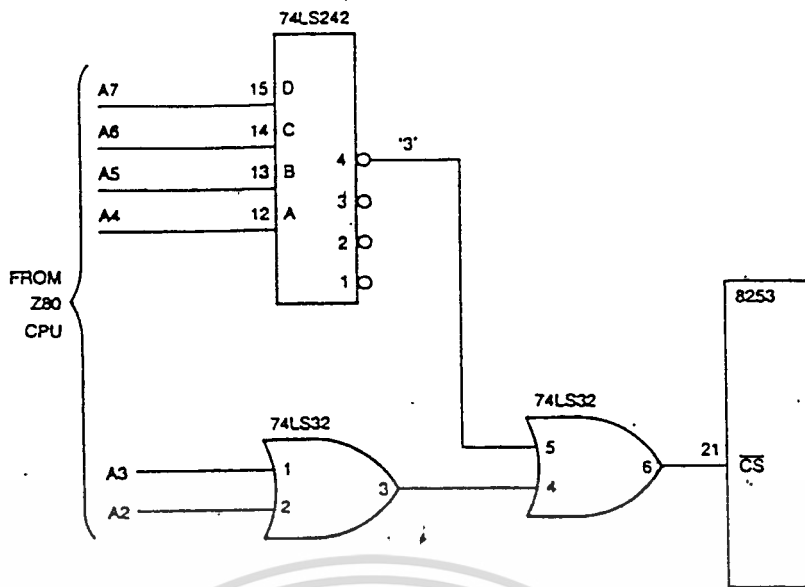 74LS242
A7 15 D
A6 14 C
4 "3"
A5 13 B
3
A4 12 A
2
1
FROM
Z80
CPU
8253
74LS32
74LS32
5
21
6
CS
A3 1
3
4
A2 2